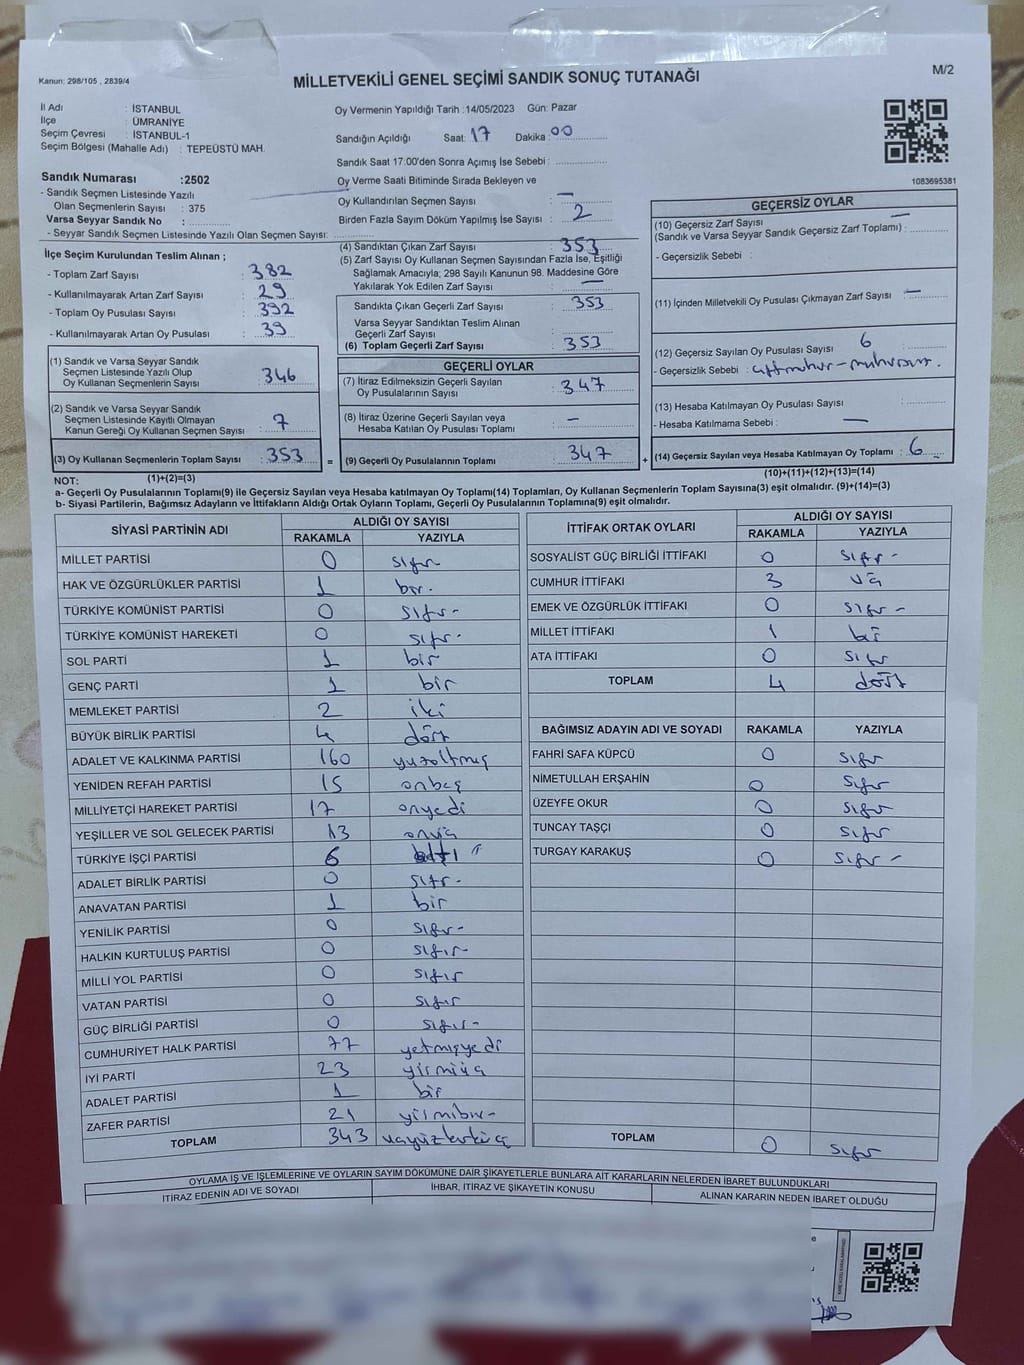 Kanun: 298/105 , 2839/4
MİLLETVEKİLİ GENEL SEÇİMİ SANDIK SONUÇ TUTANAĞI
M/2
İl Adı : İSTANBUL
İlçe : ÜMRANİYE
Seçim Çevresi : İSTANBUL-1
Seçim Bölgesi (Mahalle Adı) : TEPEÜSTÜ MAH.
Oy Vermenin Yapıldığı Tarih :14/05/2023 Gün: Pazar
Sandığın Açıldığı Saat: 17 Dakika : 00
Sandık Saat 17:00'den Sonra Açımış İse Sebebi :
Sandık Numarası :2502
- Sandık Seçmen Listesinde Yazılı
Olan Seçmenlerin Sayısı : 375
Varsa Seyyar Sandık No :
- Seyyar Sandık Seçmen Listesinde Yazılı Olan Seçmen Sayısı:
Oy Verme Saati Bitiminde Sırada Bekleyen ve
Oy Kullandırılan Seçmen Sayısı : —
Birden Fazla Sayım Döküm Yapılmış İse Sayısı : 2
1083695381
İlçe Seçim Kurulundan Teslim Alınan ;
- Toplam Zarf Sayısı : 382
- Kullanılmayarak Artan Zarf Sayısı : 29
- Toplam Oy Pusulası Sayısı : 392
- Kullanılmayarak Artan Oy Pusulası : 39
(1) Sandık ve Varsa Seyyar Sandık
Seçmen Listesinde Yazılı Olup
Oy Kullanan Seçmenlerin Sayısı : 346
(2) Sandık ve Varsa Seyyar Sandık
Seçmen Listesinde Kayıtlı Olmayan
Kanun Gereği Oy Kullanan Seçmen Sayısı : 7
(3) Oy Kullanan Seçmenlerin Toplam Sayısı : 353
(4) Sandıktan Çıkan Zarf Sayısı : 353
(5) Zarf Sayısı Oy Kullanan Seçmen Sayısından Fazla İse, Eşitliği
Sağlamak Amacıyla; 298 Sayılı Kanunun 98. Maddesine Göre
Yakılarak Yok Edilen Zarf Sayısı : —
Sandıkta Çıkan Geçerli Zarf Sayısı : 353
Varsa Seyyar Sandıktan Teslim Alınan
Geçerli Zarf Sayısı :
(6) Toplam Geçerli Zarf Sayısı : 353
GEÇERLİ OYLAR
(7) İtiraz Edilmeksizin Geçerli Sayılan
Oy Pusulalarının Sayısı : 347
(8) İtiraz Üzerine Geçerli Sayılan veya
Hesaba Katılan Oy Pusulası Toplamı : —
= (9) Geçerli Oy Pusulalarının Toplamı : 347 +
GEÇERSİZ OYLAR
(10) Geçersiz Zarf Sayısı —
(Sandık ve Varsa Seyyar Sandık Geçersiz Zarf Toplamı) :
- Geçersizlik Sebebi :
(11) İçinden Milletvekili Oy Pusulası Çıkmayan Zarf Sayısı : —
(12) Geçersiz Sayılan Oy Pusulası Sayısı : 6
- Geçersizlik Sebebi :
(13) Hesaba Katılmayan Oy Pusulası Sayısı :
- Hesaba Katılmama Sebebi : —
(14) Geçersiz Sayılan veya Hesaba Katılmayan Oy Toplamı : 6
NOT: (1)+(2)=(3)
(10)+(11)+(12)+(13)=(14)
a- Geçerli Oy Pusulalarının Toplamı(9) ile Geçersiz Sayılan veya Hesaba katılmayan Oy Toplamı(14) Toplamları, Oy Kullanan Seçmenlerin Toplam Sayısına(3) eşit olmalıdır. (9)+(14)=(3)
b- Siyasi Partilerin, Bağımsız Adayların ve İttifakların Aldığı Ortak Oyların Toplamı, Geçerli Oy Pusulalarının Toplamına(9) eşit olmalıdır.
SİYASİ PARTİNİN ADI ALDIĞI OY SAYISI
RAKAMLA YAZIYLA
MİLLET PARTİSİ 0 sıfır
HAK VE ÖZGÜRLÜKLER PARTİSİ 1 bir
TÜRKİYE KOMÜNİST PARTİSİ 0 sıfır
TÜRKİYE KOMÜNİST HAREKETİ 0 sıfır
SOL PARTİ 1 bir
GENÇ PARTİ 1 bir
MEMLEKET PARTİSİ 2 iki
BÜYÜK BİRLİK PARTİSİ 4 dört
ADALET VE KALKINMA PARTİSİ 160 yüzaltmış
YENİDEN REFAH PARTİSİ 15 onbeş
MİLLİYETÇİ HAREKET PARTİSİ 17 onyedi
YEŞİLLER VE SOL GELECEK PARTİSİ 13 onüç
TÜRKİYE İŞÇİ PARTİSİ 6 altı
ADALET BİRLİK PARTİSİ 0 sıfır
ANAVATAN PARTİSİ 1 bir
YENİLİK PARTİSİ 0 sıfır
HALKIN KURTULUŞ PARTİSİ 0 sıfır
MİLLİ YOL PARTİSİ 0 sıfır
VATAN PARTİSİ 0 sıfır
GÜÇ BİRLİĞİ PARTİSİ 0 sıfır
CUMHURİYET HALK PARTİSİ 77 yetmişyedi
İYİ PARTİ 23 yirmiüç
ADALET PARTİSİ 1 bir
ZAFER PARTİSİ 21 yirmibir
TOPLAM 343 üçyüzkırküç
İTTİFAK ORTAK OYLARI ALDIĞI OY SAYISI
RAKAMLA YAZIYLA
SOSYALİST GÜÇ BİRLİĞİ İTTİFAKI 0 sıfır
CUMHUR İTTİFAKI 3 üç
EMEK VE ÖZGÜRLÜK İTTİFAKI 0 sıfır
MİLLET İTTİFAKI 1 bir
ATA İTTİFAKI 0 sıfır
TOPLAM 4 dört
BAĞIMSIZ ADAYIN ADI VE SOYADI RAKAMLA YAZIYLA
FAHRİ SAFA KÜPCÜ 0 sıfır
NİMETULLAH ERŞAHİN 0 sıfır
ÜZEYFE OKUR 0 sıfır
TUNCAY TAŞÇI 0 sıfır
TURGAY KARAKUŞ 0 sıfır
TOPLAM 0 sıfır
OYLAMA İŞ VE İŞLEMLERİNE VE OYLARIN SAYIM DÖKÜMÜNE DAİR ŞİKAYETLERLE BUNLARA AİT KARARLARIN NELERDEN İBARET BULUNDUKLARI
İTİRAZ EDENİN ADI VE SOYADI İHBAR, İTİRAZ VE ŞİKAYETİN KONUSU ALINAN KARARIN NEDEN İBARET OLDUĞU